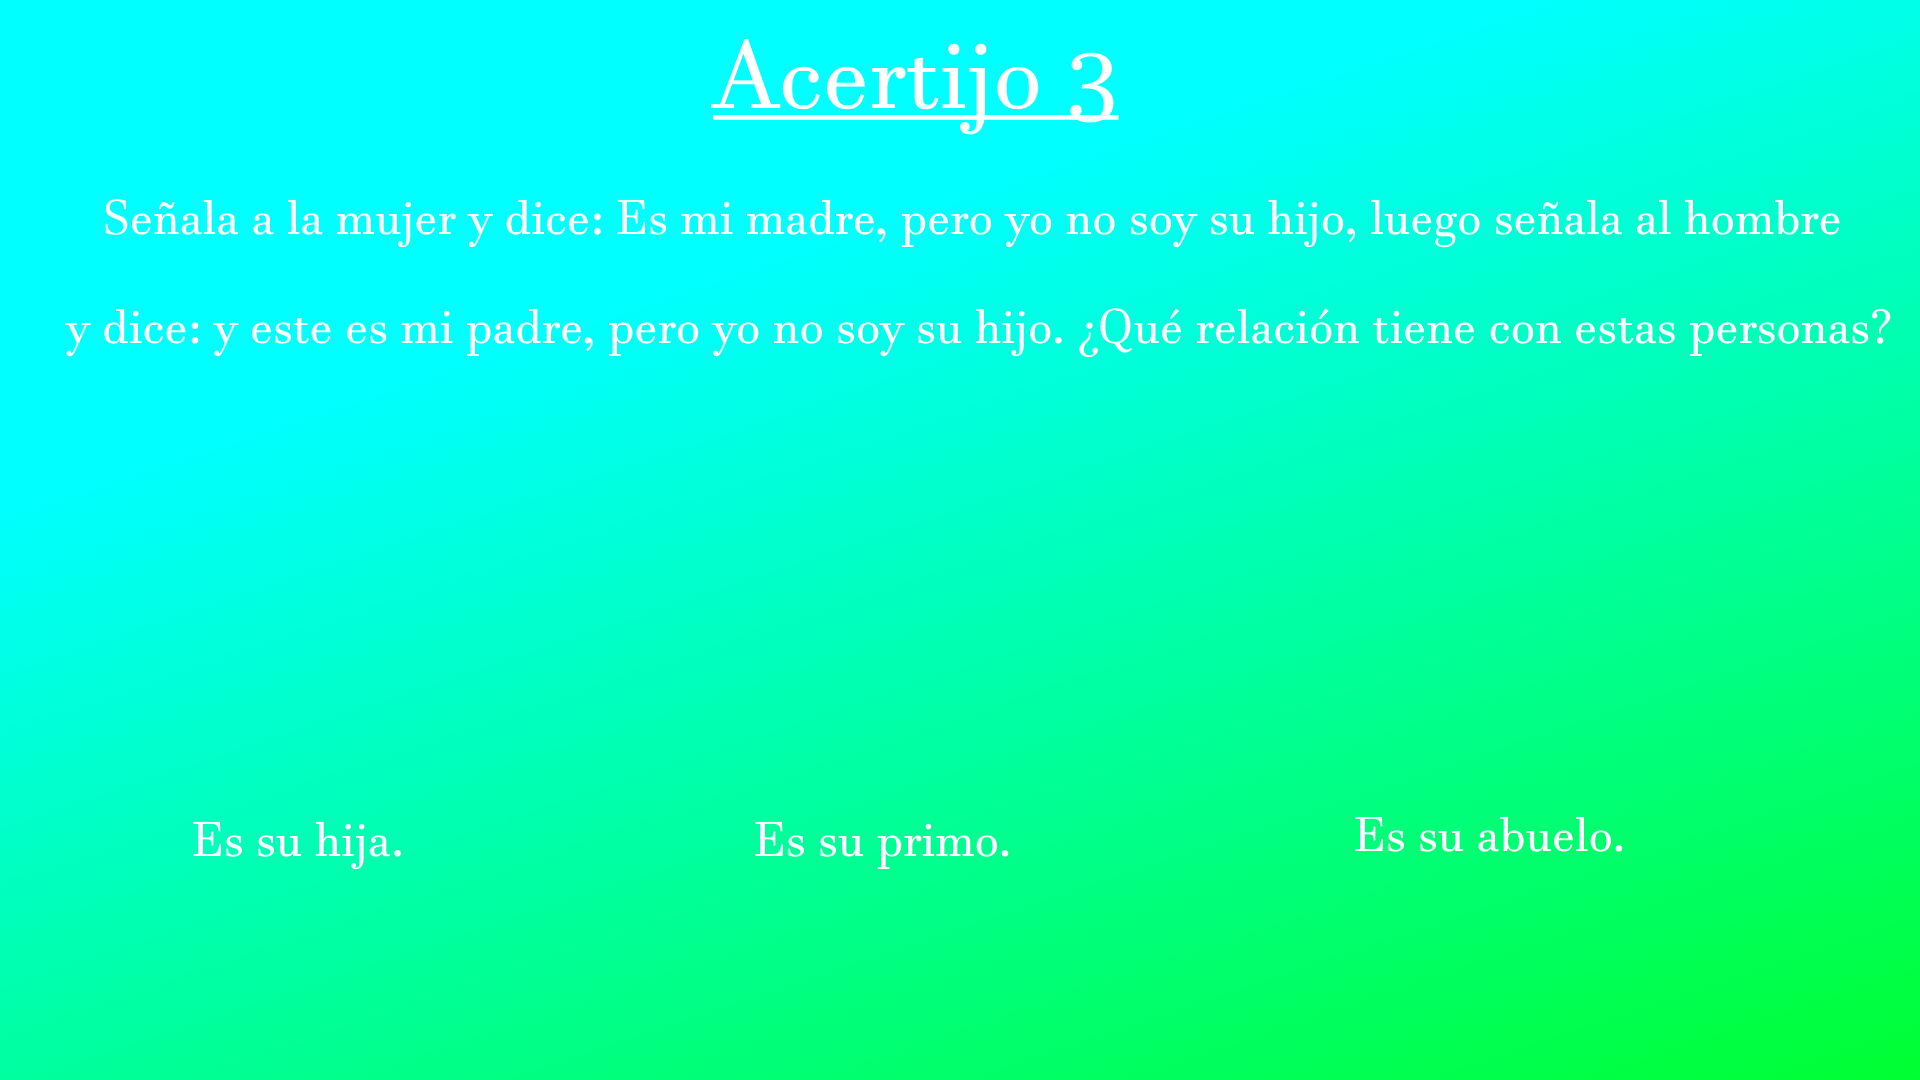 Acertijo 3
Señala a la mujer y dice: Es mi madre, pero yo no soy su hijo, luego señala al hombre
y dice: y este es mi padre, pero yo no soy su hijo. ¿Qué relación tiene con estas personas?
Es su hija.
Es su primo.
Es su abuelo.